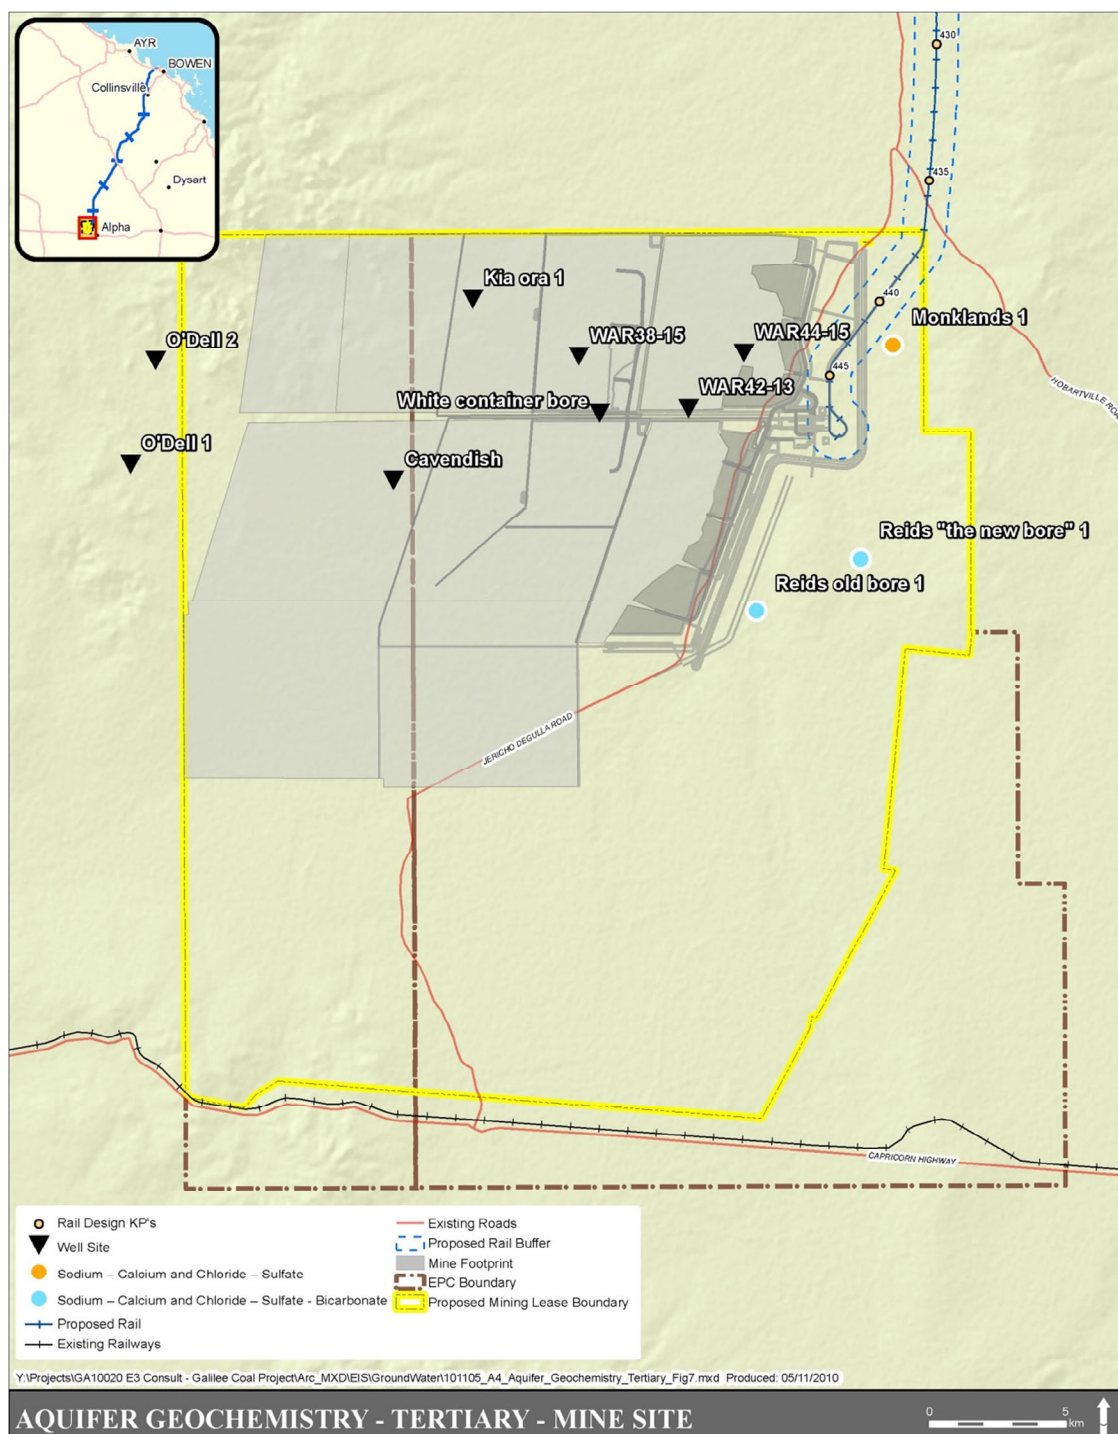 AYR
BOWEN
Collinsville
Dysart
Alpha
430
435
440
445
Kia ora 1
Monklands 1
O'Dell 2
WAR38-15
WAR44-15
HOBARTVILLE ROAD
White container bore
WAR42-13
O'Dell 1
Cavendish
Reids "the new bore" 1
Reids old bore 1
JERICHO DEGULLA ROAD
CAPRICORN HIGHWAY
Rail Design KP's
Well Site
Sodium – Calcium and Chloride – Sulfate
Sodium – Calcium and Chloride – Sulfate - Bicarbonate
Proposed Rail
Existing Railways
Existing Roads
Proposed Rail Buffer
Mine Footprint
EPC Boundary
Proposed Mining Lease Boundary
Y:\Projects\GA10020 E3 Consult - Galilee Coal Project\Arc_MXD\EIS\GroundWater\101105_A4_Aquifer_Geochemistry_Tertiary_Fig7.mxd Produced: 05/11/2010
AQUIFER GEOCHEMISTRY - TERTIARY - MINE SITE
0 5
km